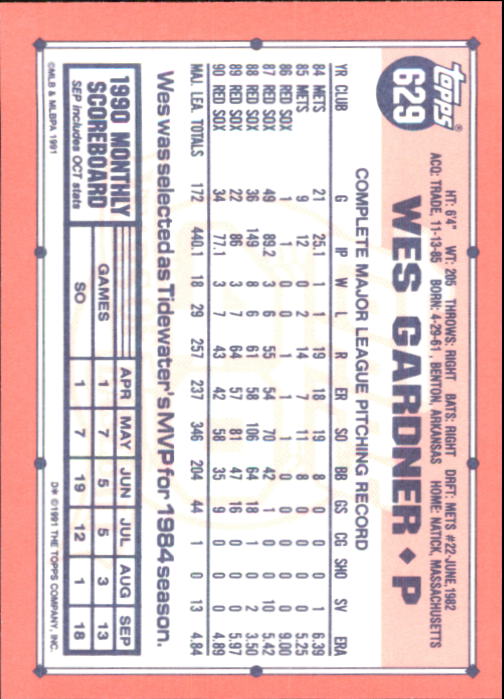 Topps®
629
HT: 6'4" WT: 205 THROWS: RIGHT BATS: RIGHT DRFT: METS #22-JUNE, 1982
ACQ: TRADE, 11-13-85 BORN: 4-29-61, BENTON, ARKANSAS HOME: NATICK, MASSACHUSETTS
WES GARDNER ♦ P
COMPLETE MAJOR LEAGUE PITCHING RECORD
YR CLUB G IP W L R ER SO BB GS CG SHO SV ERA
84 METS 21 25.1 1 1 19 18 19 8 0 0 0 1 6.39
85 METS 9 12 0 2 14 7 11 8 0 0 0 0 5.25
86 RED SOX 1 1 0 0 1 1 1 0 0 0 0 0 9.00
87 RED SOX 49 89.2 3 6 55 54 70 42 1 0 0 10 5.42
88 RED SOX 36 149 8 6 61 58 106 64 18 1 0 2 3.50
89 RED SOX 22 86 3 7 64 57 81 47 16 0 0 0 5.97
90 RED SOX 34 77.1 3 7 43 42 58 35 9 0 0 0 4.89
MAJ. LEA. TOTALS 172 440.1 18 29 257 237 346 204 44 1 0 13 4.84
Wes was selected as Tidewater's MVP for 1984 season.
1990 MONTHLY
SCOREBOARD
SEP includes OCT stats
APR MAY JUN JUL AUG SEP
GAMES 1 7 5 5 3 13
SO 1 7 19 12 1 18
©MLB & MLBPA 1991
D* ©1991 THE TOPPS COMPANY, INC.